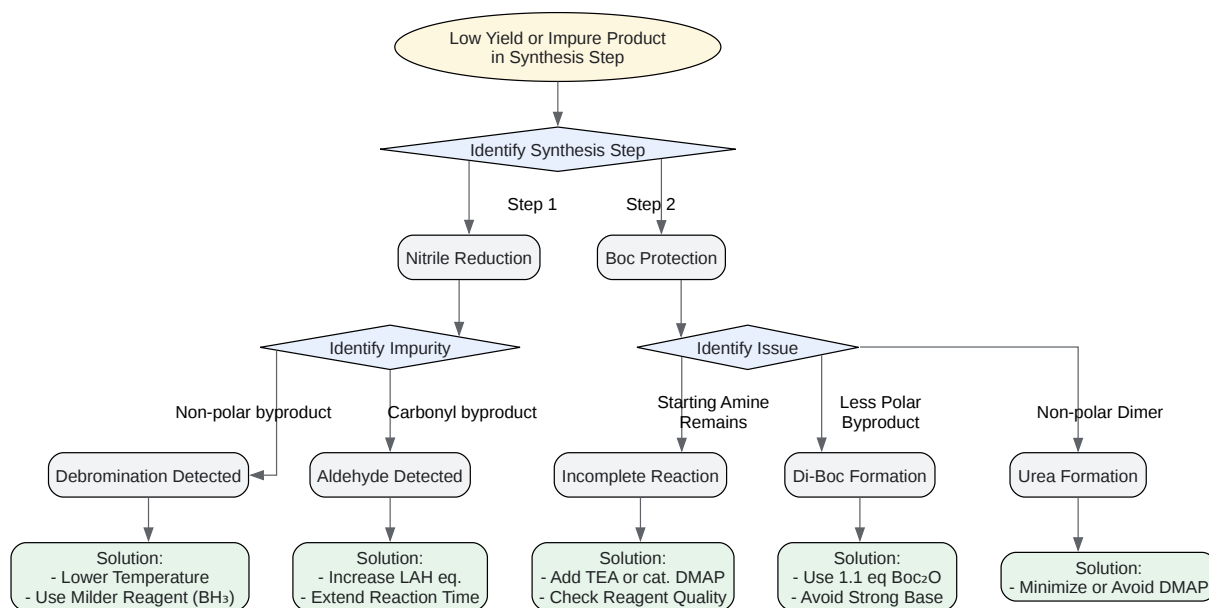 Low Yield or Impure Product
in Synthesis Step
Identify Synthesis Step
Step 1
Step 2
Nitrile Reduction
Boc Protection
Identify Impurity
Identify Issue
Non-polar byproduct
Carbonyl byproduct
Starting Amine
Remains
Less Polar
Byproduct
Non-polar Dimer
Debromination Detected
Aldehyde Detected
Incomplete Reaction
Di-Boc Formation
Urea Formation
Solution:
- Lower Temperature
- Use Milder Reagent (BH₃)
Solution:
- Increase LAH eq.
- Extend Reaction Time
Solution:
- Add TEA or cat. DMAP
- Check Reagent Quality
Solution:
- Use 1.1 eq Boc₂O
- Avoid Strong Base
Solution:
- Minimize or Avoid DMAP